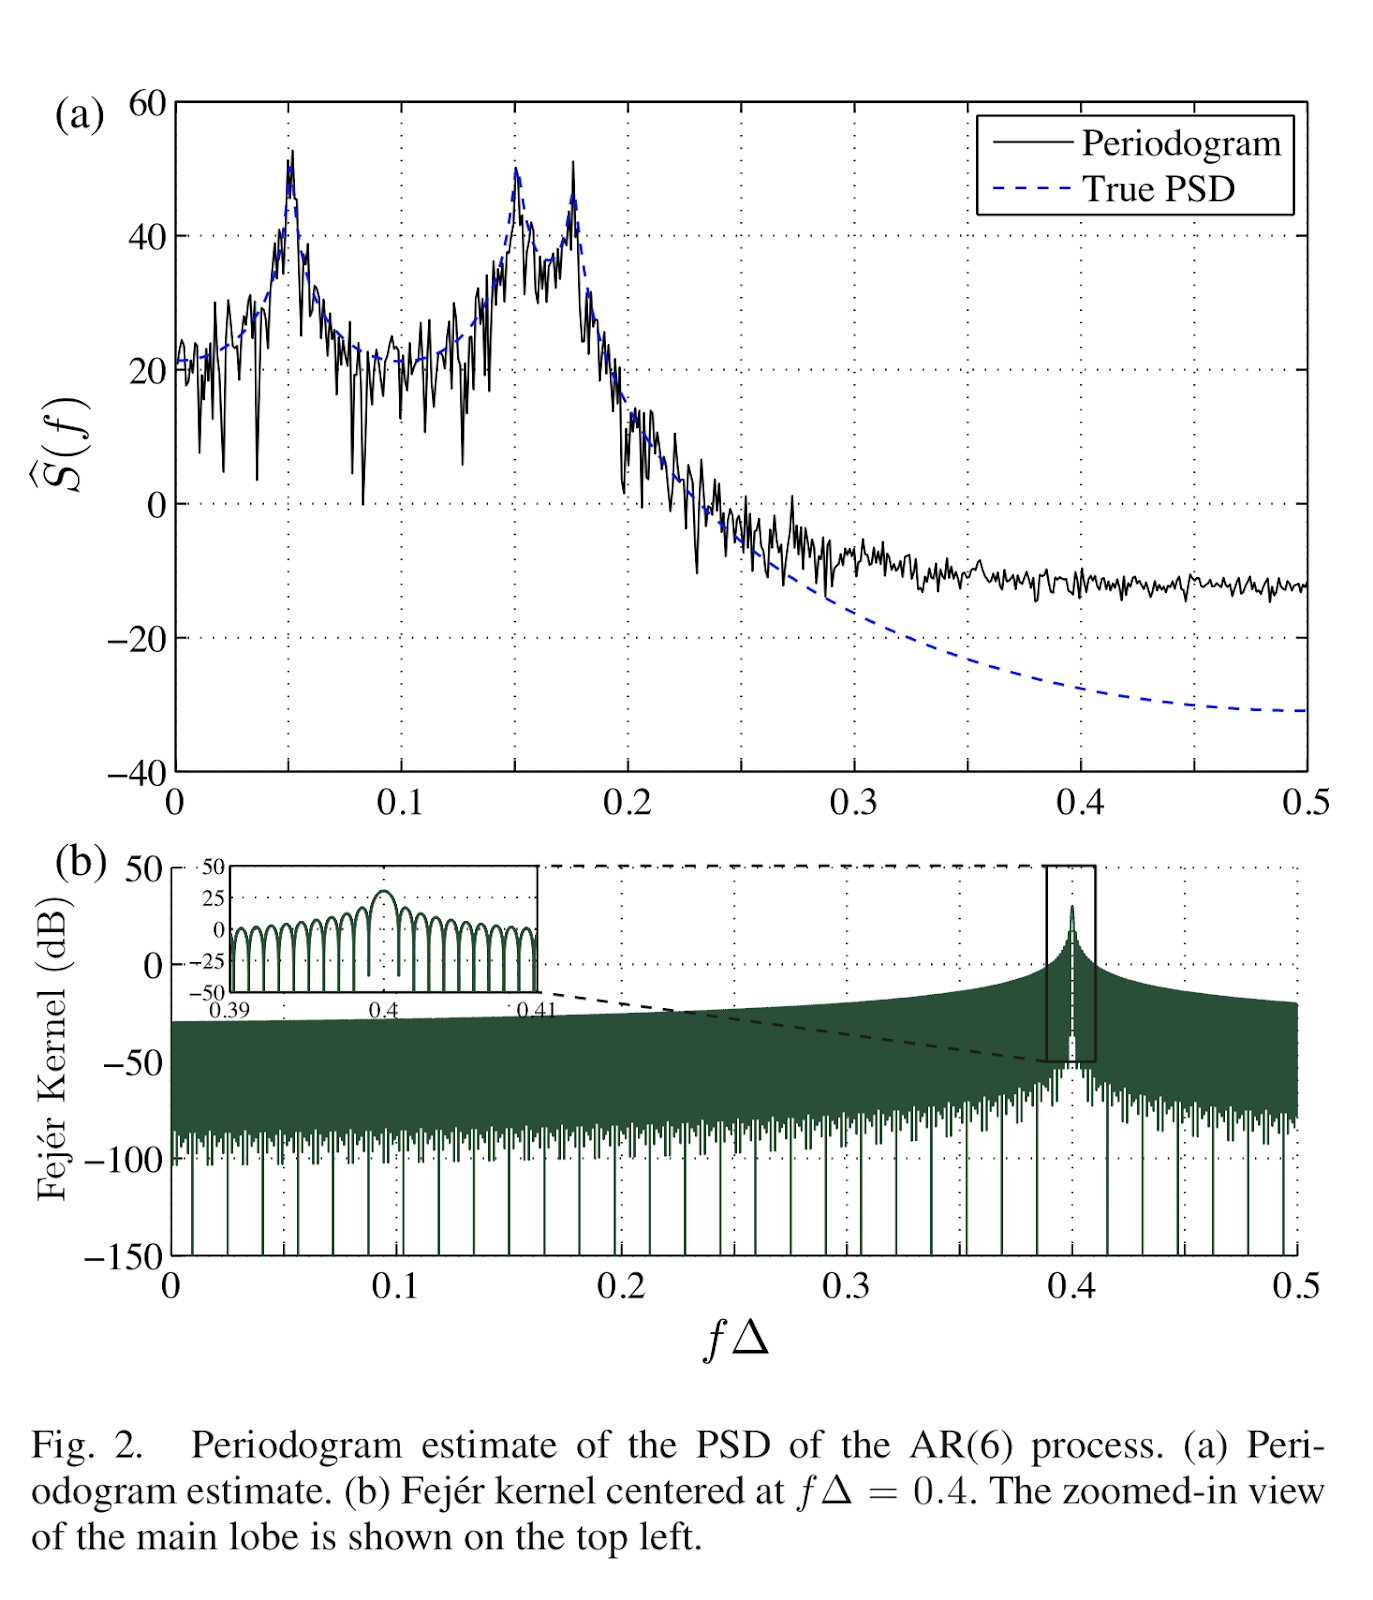 (a)
60
40
20
0
−20
−40
Ŝ(f)
Periodogram
True PSD
0 0.1 0.2 0.3 0.4 0.5
(b)
50
0
−50
−100
−150
Fejér Kernel (dB)
50
25
0
−25
−50
0.39 0.4 0.41
0 0.1 0.2 0.3 0.4 0.5
fΔ
Fig. 2. Periodogram estimate of the PSD of the AR(6) process. (a) Peri-
odogram estimate. (b) Fejér kernel centered at fΔ = 0.4. The zoomed-in view
of the main lobe is shown on the top left.